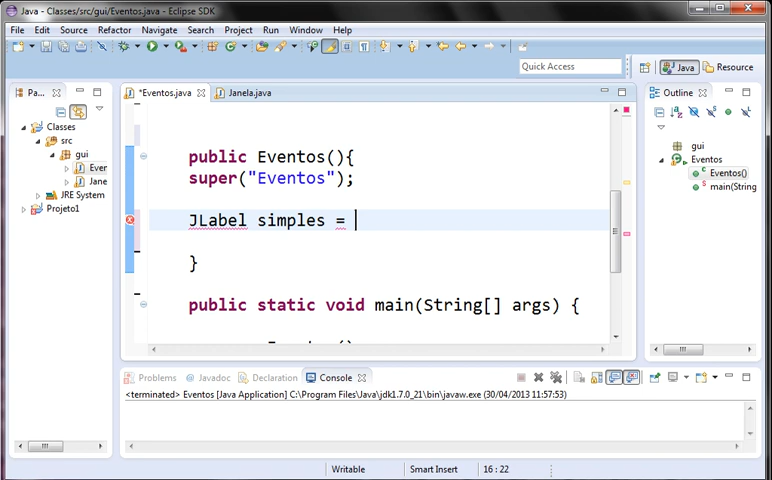 Java - Classes/src/gui/Eventos.java - Eclipse SDK
File Edit Source Refactor Navigate Search Project Run Window Help
Quick Access
Java
Resource
Pa...
Classes
src
gui
Even
Jane
JRE System
Projeto1
*Eventos.java
Janela.java
public Eventos(){
super("Eventos");
JLabel simples =
}
public static void main(String[] args) {
Outline
gui
Eventos
Eventos()
main(String
Problems
Javadoc
Declaration
Console
<terminated> Eventos [Java Application] C:\Program Files\Java\jdk1.7.0_21\bin\javaw.exe (30/04/2013 11:57:53)
Writable
Smart Insert
16 : 22